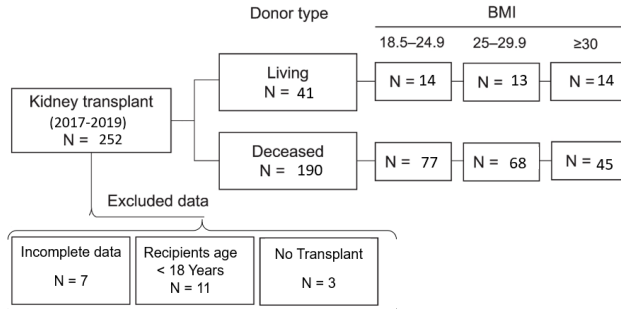 Donor type
BMI
18.5–24.9
25–29.9
≥30
Living
N = 41
N = 14
N = 13
N = 14
Kidney transplant
(2017-2019)
N = 252
Deceased
N = 190
N = 77
N = 68
N = 45
Excluded data
Incomplete data
N = 7
Recipients age
< 18 Years
N = 11
No Transplant
N = 3